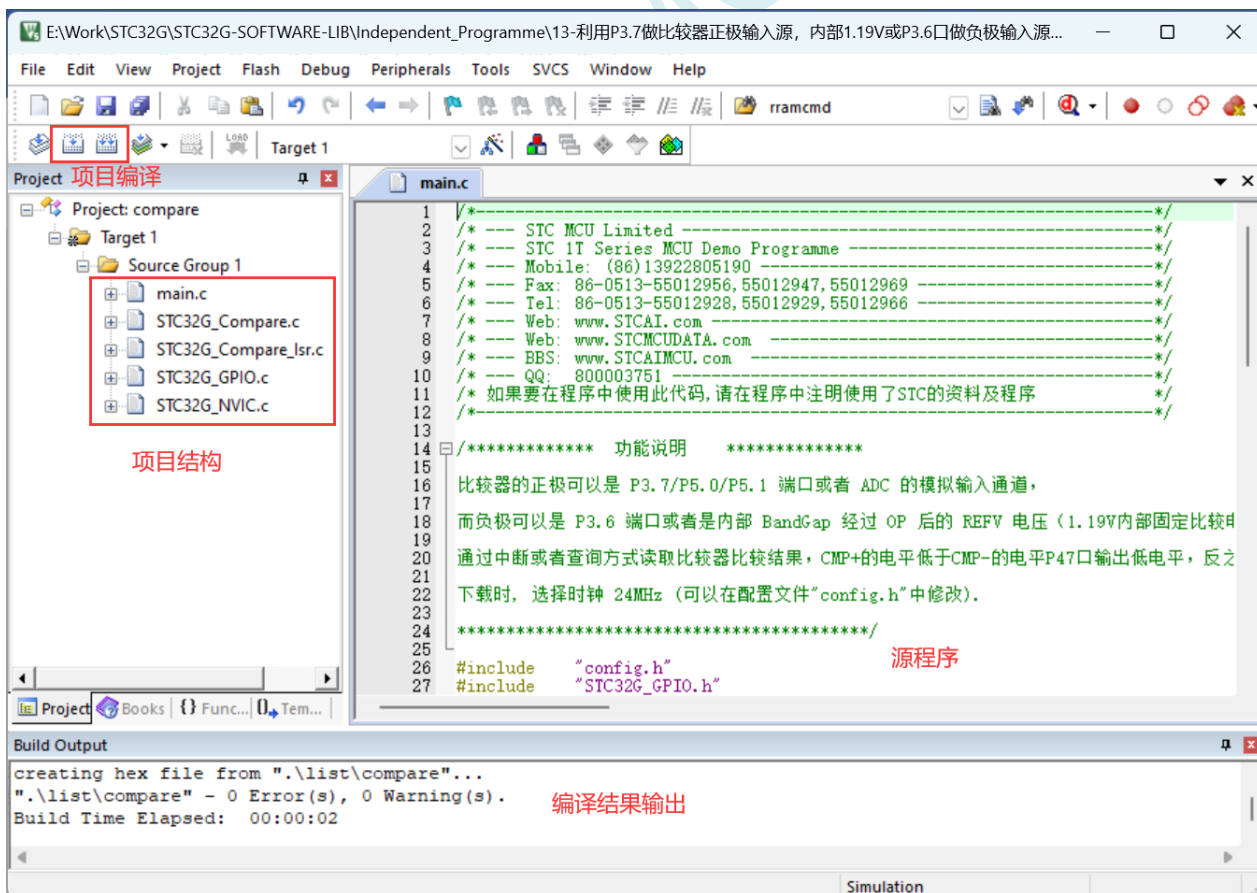 E:\Work\STC32G\STC32G-SOFTWARE-LIB\Independent_Programme\13-利用P3.7做比较器正极输入源，内部1.19V或P3.6口做负极输入源...
File Edit View Project Flash Debug Peripherals Tools SVCS Window Help
rramcmd
LOAD Target 1
Project 项目编译
main.c
Project: compare
Target 1
Source Group 1
main.c
STC32G_Compare.c
STC32G_Compare_Isr.c
STC32G_GPIO.c
STC32G_NVIC.c
项目结构
1 /*---------------------------------------------------------------------*/
2 /* --- STC MCU Limited ------------------------------------------------*/
3 /* --- STC 1T Series MCU Demo Programme -------------------------------*/
4 /* --- Mobile: (86)13922805190 ----------------------------------------*/
5 /* --- Fax: 86-0513-55012956,55012947,55012969 ------------------------*/
6 /* --- Tel: 86-0513-55012928,55012929,55012966 ------------------------*/
7 /* --- Web: www.STCAI.com ---------------------------------------------*/
8 /* --- Web: www.STCMCUDATA.com ---------------------------------------*/
9 /* --- BBS: www.STCAIMCU.com -----------------------------------------*/
10 /* --- QQ: 800003751 -------------------------------------------------*/
11 /* 如果要在程序中使用此代码,请在程序中注明使用了STC的资料及程序 */
12 /*---------------------------------------------------------------------*/
13
14 /************* 功能说明 **************
15
16 比较器的正极可以是 P3.7/P5.0/P5.1 端口或者 ADC 的模拟输入通道，
17
18 而负极可以是 P3.6 端口或者是内部 BandGap 经过 OP 后的 REFV 电压（1.19V内部固定比较
19
20 通过中断或者查询方式读取比较器比较结果，CMP+的电平低于CMP-的电平P47口输出低电平，反之
21
22 下载时, 选择时钟 24MHz (可以在配置文件"config.h"中修改).
23
24 ******************************************/
25
源程序
26 #include "config.h"
27 #include "STC32G_GPIO.h"
Project Books {} Func... Tem...
Build Output
creating hex file from ".\list\compare"...
".\list\compare" - 0 Error(s), 0 Warning(s).
编译结果输出
Build Time Elapsed: 00:00:02
Simulation